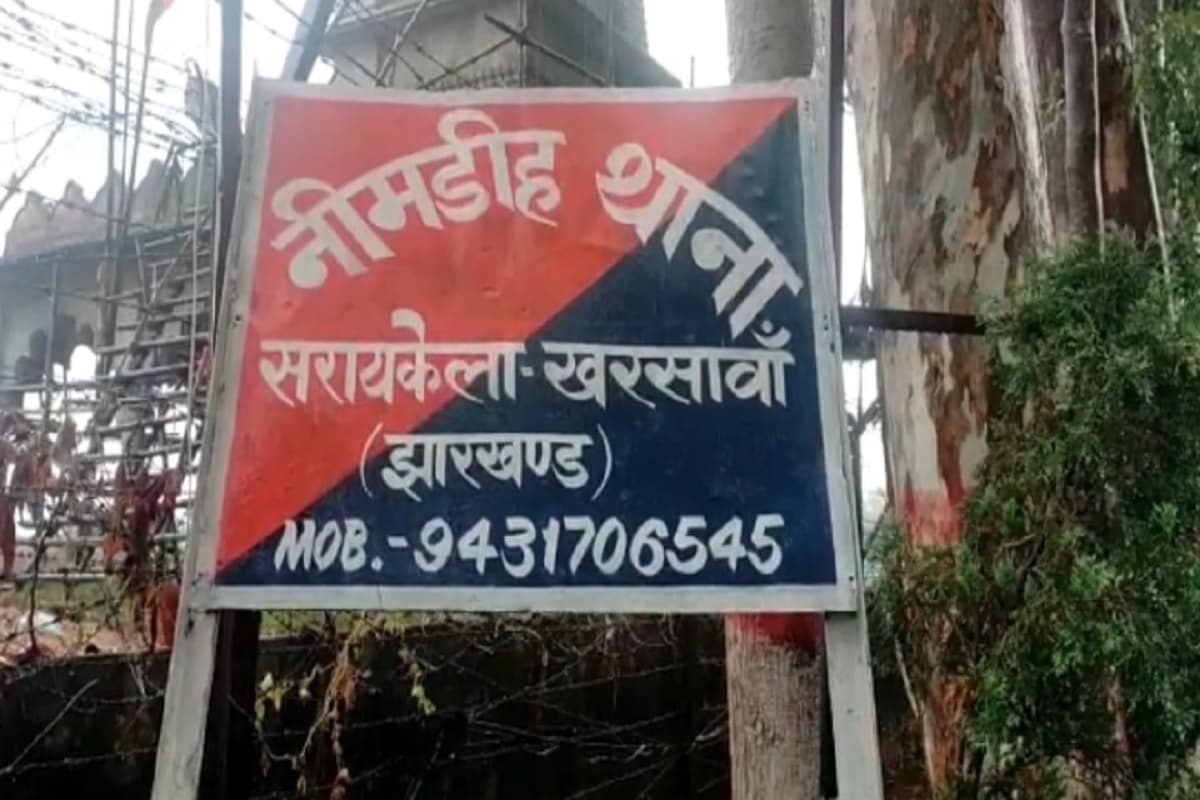 नीमडीह थाना
सरायकेला-खरसावाँ
(झारखण्ड)
MOB.-9431706545